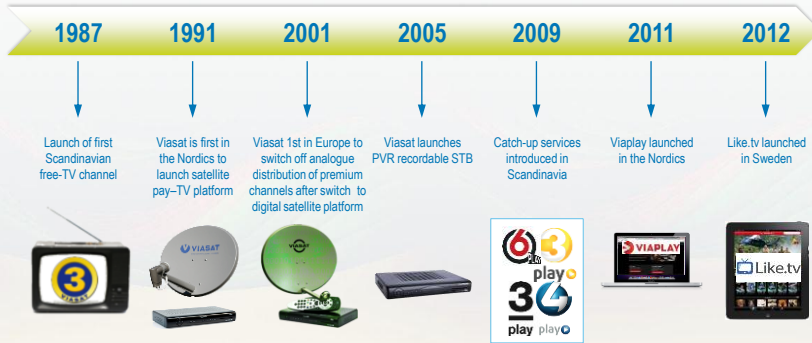 1987
1991
2001
2005
2009
2011
2012
Launch of first
Scandinavian
free-TV channel
Viasat is first in
the Nordics to
launch satellite
pay–TV platform
Viasat 1st in Europe to
switch off analogue
distribution of premium
channels after switch to
digital satellite platform
Viasat launches
PVR recordable STB
Catch-up services
introduced in
Scandinavia
Viaplay launched
in the Nordics
Like.tv launched
in Sweden
3
VIASAT
VIASAT
VIASAT
6
PLAY
3
play
3
play
4
play
VIAPLAY
Like.tv